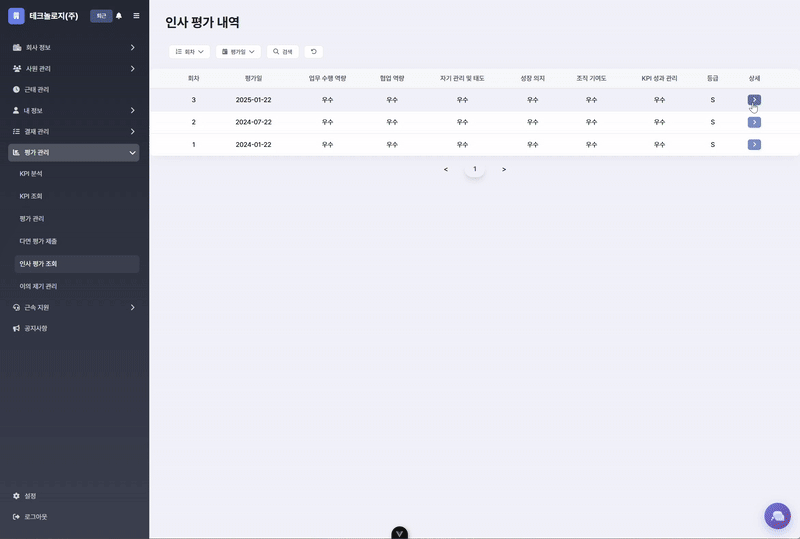 테크놀로지(주) 퇴근
회사 정보
사원 관리
근태 관리
내 정보
결재 관리
평가 관리
KPI 분석
KPI 조회
평가 관리
다면 평가 제출
인사 평가 조회
이의 제기 관리
근속 지원
공지사항
설정
로그아웃
인사 평가 내역
회차 평가일 검색
회차 평가일 업무 수행 역량 협업 역량 자기 관리 및 태도 성장 의지 조직 기여도 KPI 성과 관리 등급 상세
3 2025-01-22 우수 우수 우수 우수 우수 우수 S >
2 2024-07-22 우수 우수 우수 우수 우수 우수 S >
1 2024-01-22 우수 우수 우수 우수 우수 우수 S >
< 1 >